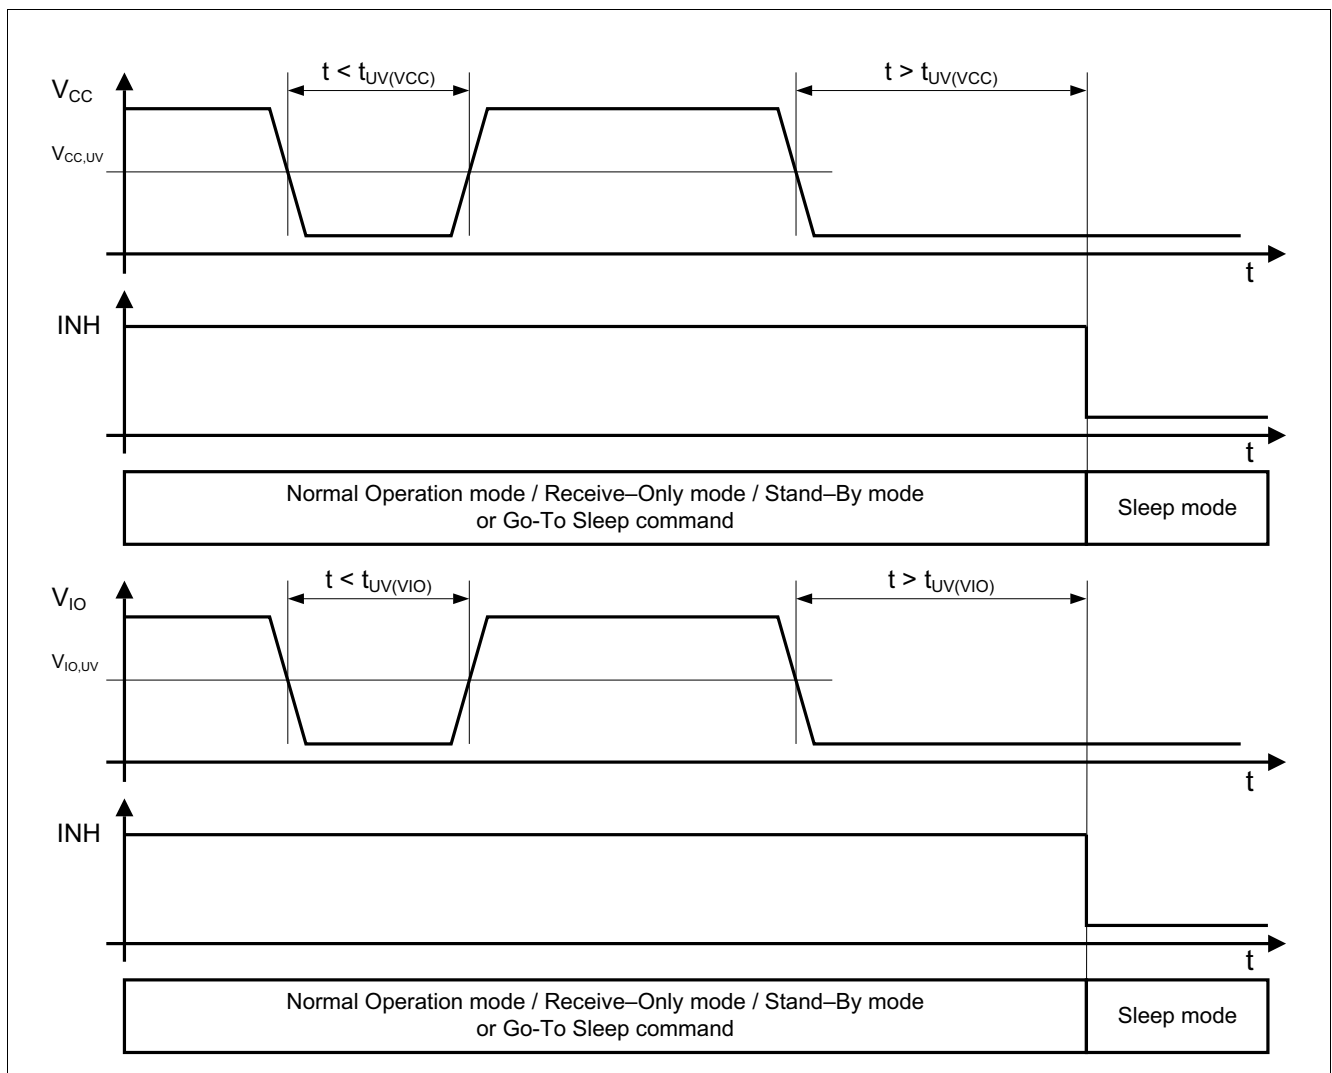 t < tUV(VCC)
t > tUV(VCC)
VCC
VCC,UV
t
INH
t
Normal Operation mode / Receive–Only mode / Stand–By mode
or Go-To Sleep command
Sleep mode
t < tUV(VIO)
t > tUV(VIO)
VIO
VIO,UV
t
INH
t
Normal Operation mode / Receive–Only mode / Stand–By mode
or Go-To Sleep command
Sleep mode